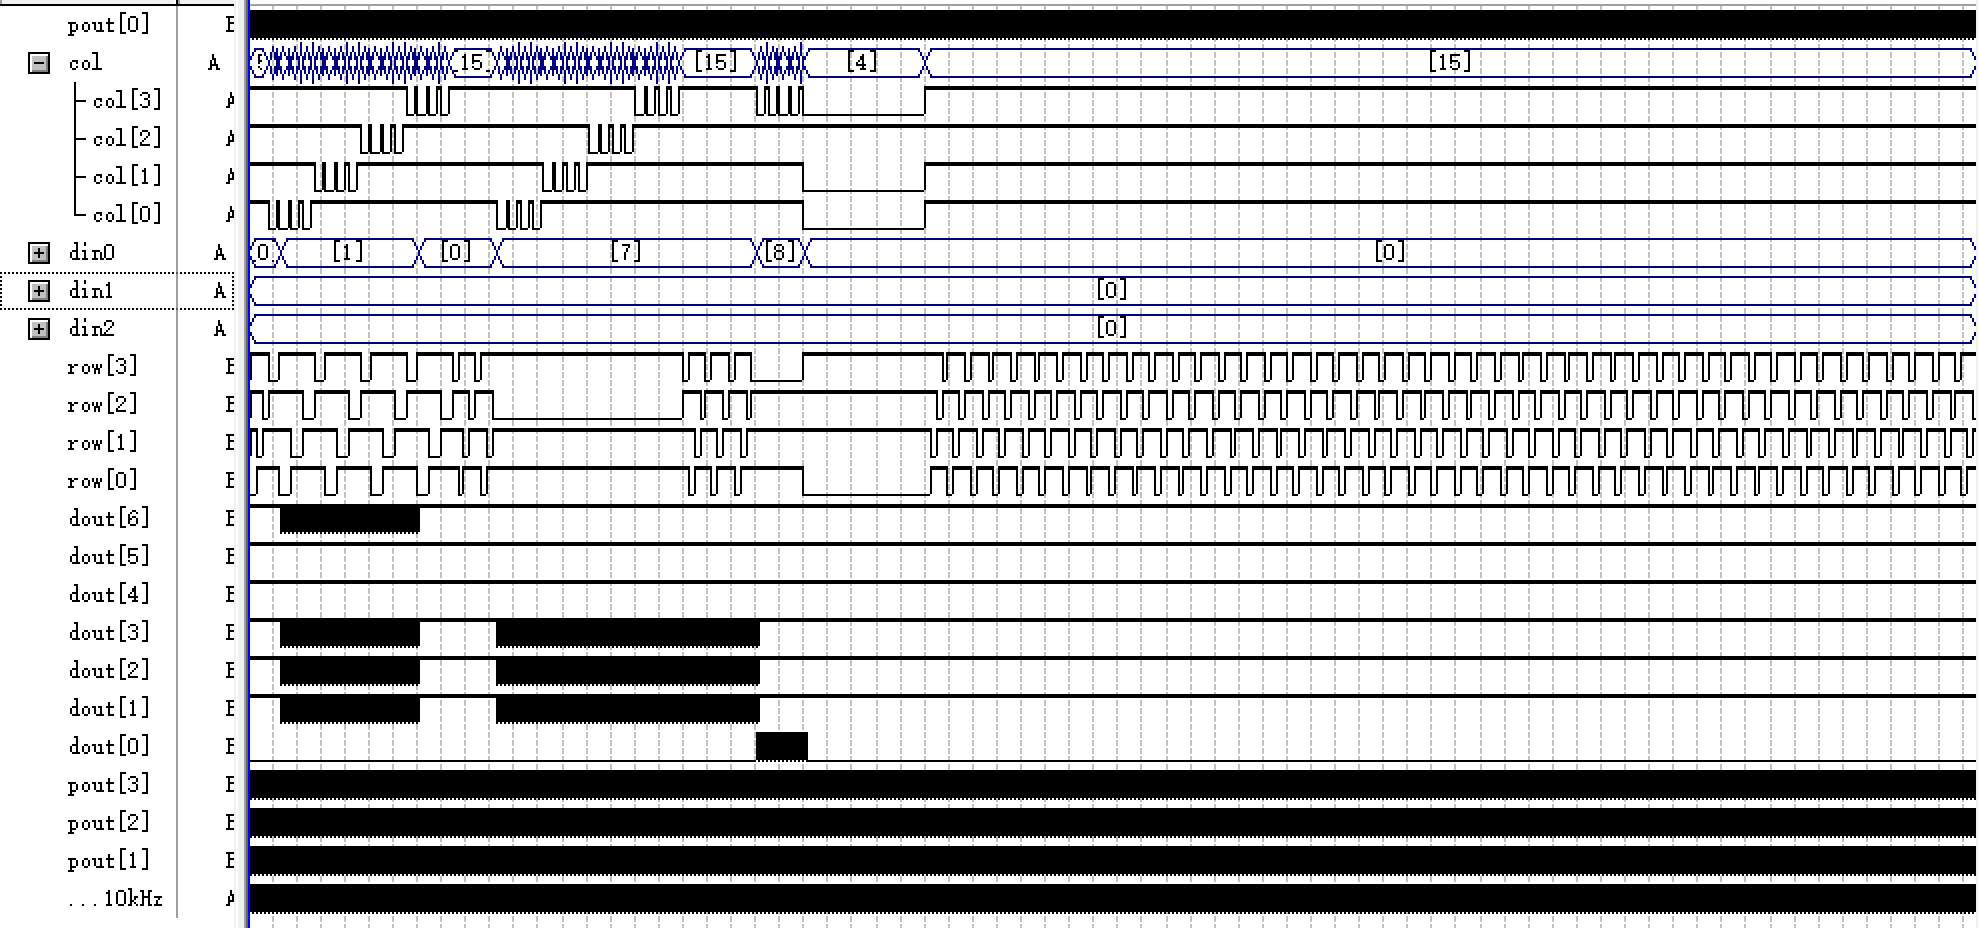 pout[0]
col A 15 [15] [4] [15]
col[3]
col[2]
col[1]
col[0]
din0 A 0 [1] [0] [7] [8] [0]
din1 A [0]
din2 A [0]
row[3]
row[2]
row[1]
row[0]
dout[6]
dout[5]
dout[4]
dout[3]
dout[2]
dout[1]
dout[0]
pout[3]
pout[2]
pout[1]
...10kHz